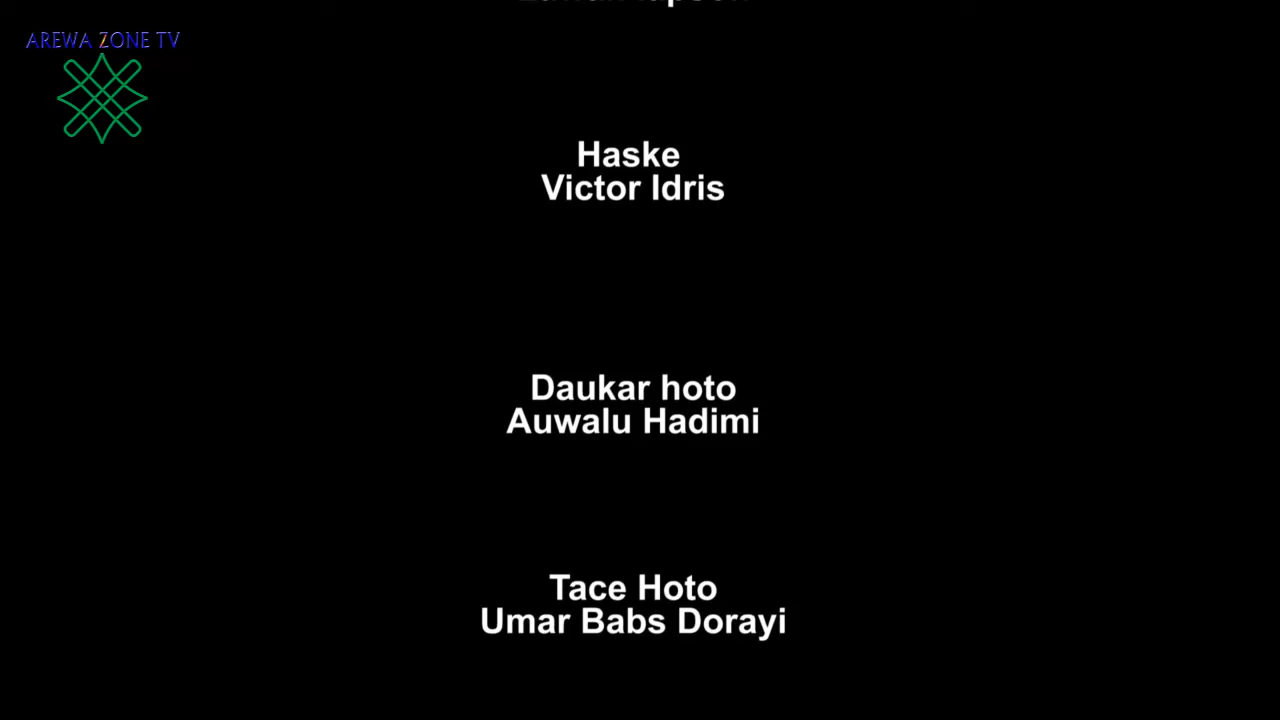 AREWA ZONE TV
Haske
Victor Idris
Daukar hoto
Auwalu Hadimi
Tace Hoto
Umar Babs Dorayi